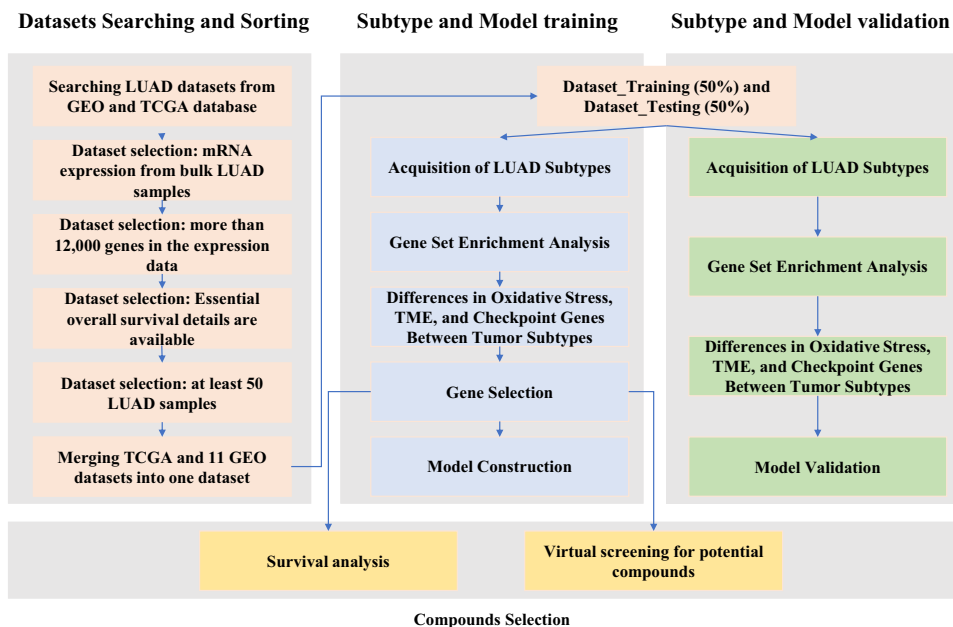 Datasets Searching and Sorting
Subtype and Model training
Subtype and Model validation
Searching LUAD datasets from
GEO and TCGA database
Dataset selection: mRNA
expression from bulk LUAD
samples
Dataset selection: more than
12,000 genes in the expression
data
Dataset selection: Essential
overall survival details are
available
Dataset selection: at least 50
LUAD samples
Merging TCGA and 11 GEO
datasets into one dataset
Dataset_Training (50%) and
Dataset_Testing (50%)
Acquisition of LUAD Subtypes
Gene Set Enrichment Analysis
Differences in Oxidative Stress,
TME, and Checkpoint Genes
Between Tumor Subtypes
Gene Selection
Model Construction
Acquisition of LUAD Subtypes
Gene Set Enrichment Analysis
Differences in Oxidative Stress,
TME, and Checkpoint Genes
Between Tumor Subtypes
Model Validation
Survival analysis
Virtual screening for potential
compounds
Compounds Selection